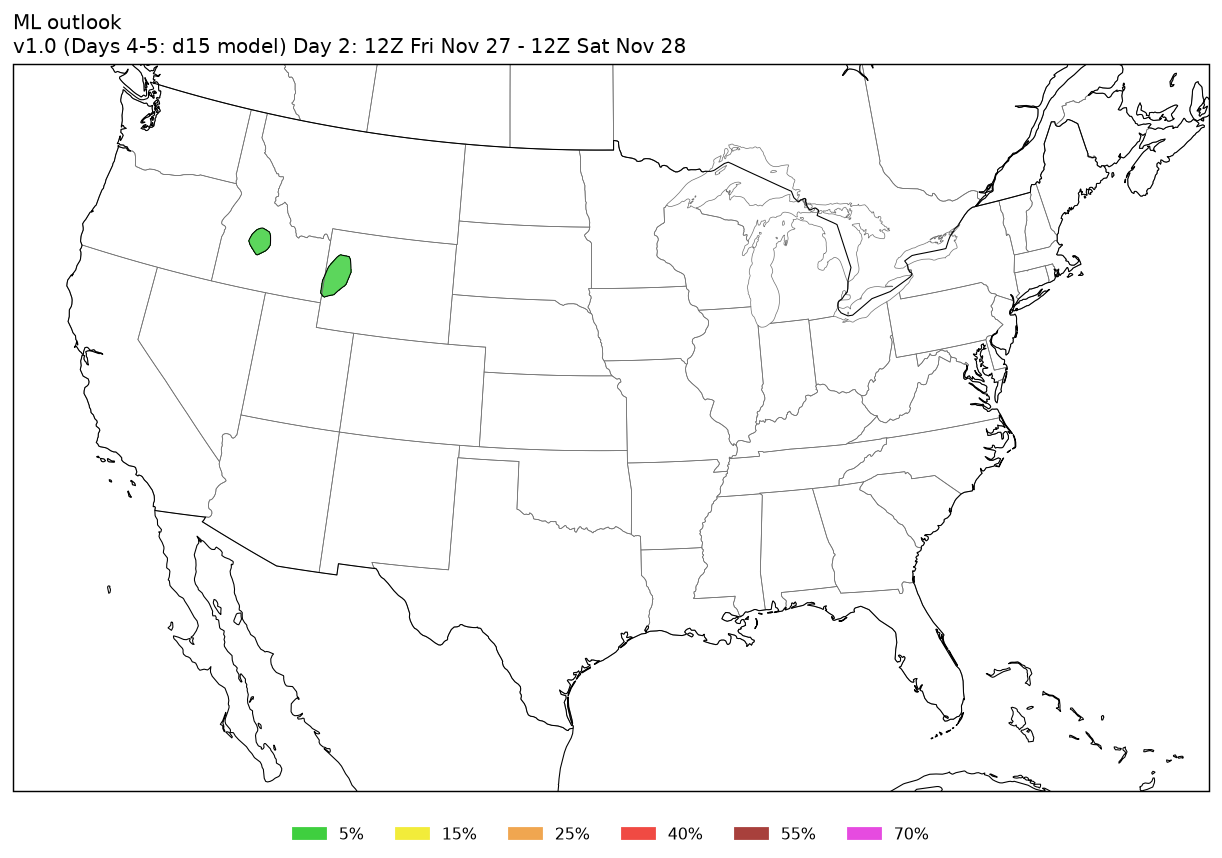 ML outlook
v1.0 (Days 4-5: d15 model) Day 2: 12Z Fri Nov 27 - 12Z Sat Nov 28
5% 15% 25% 40% 55% 70%